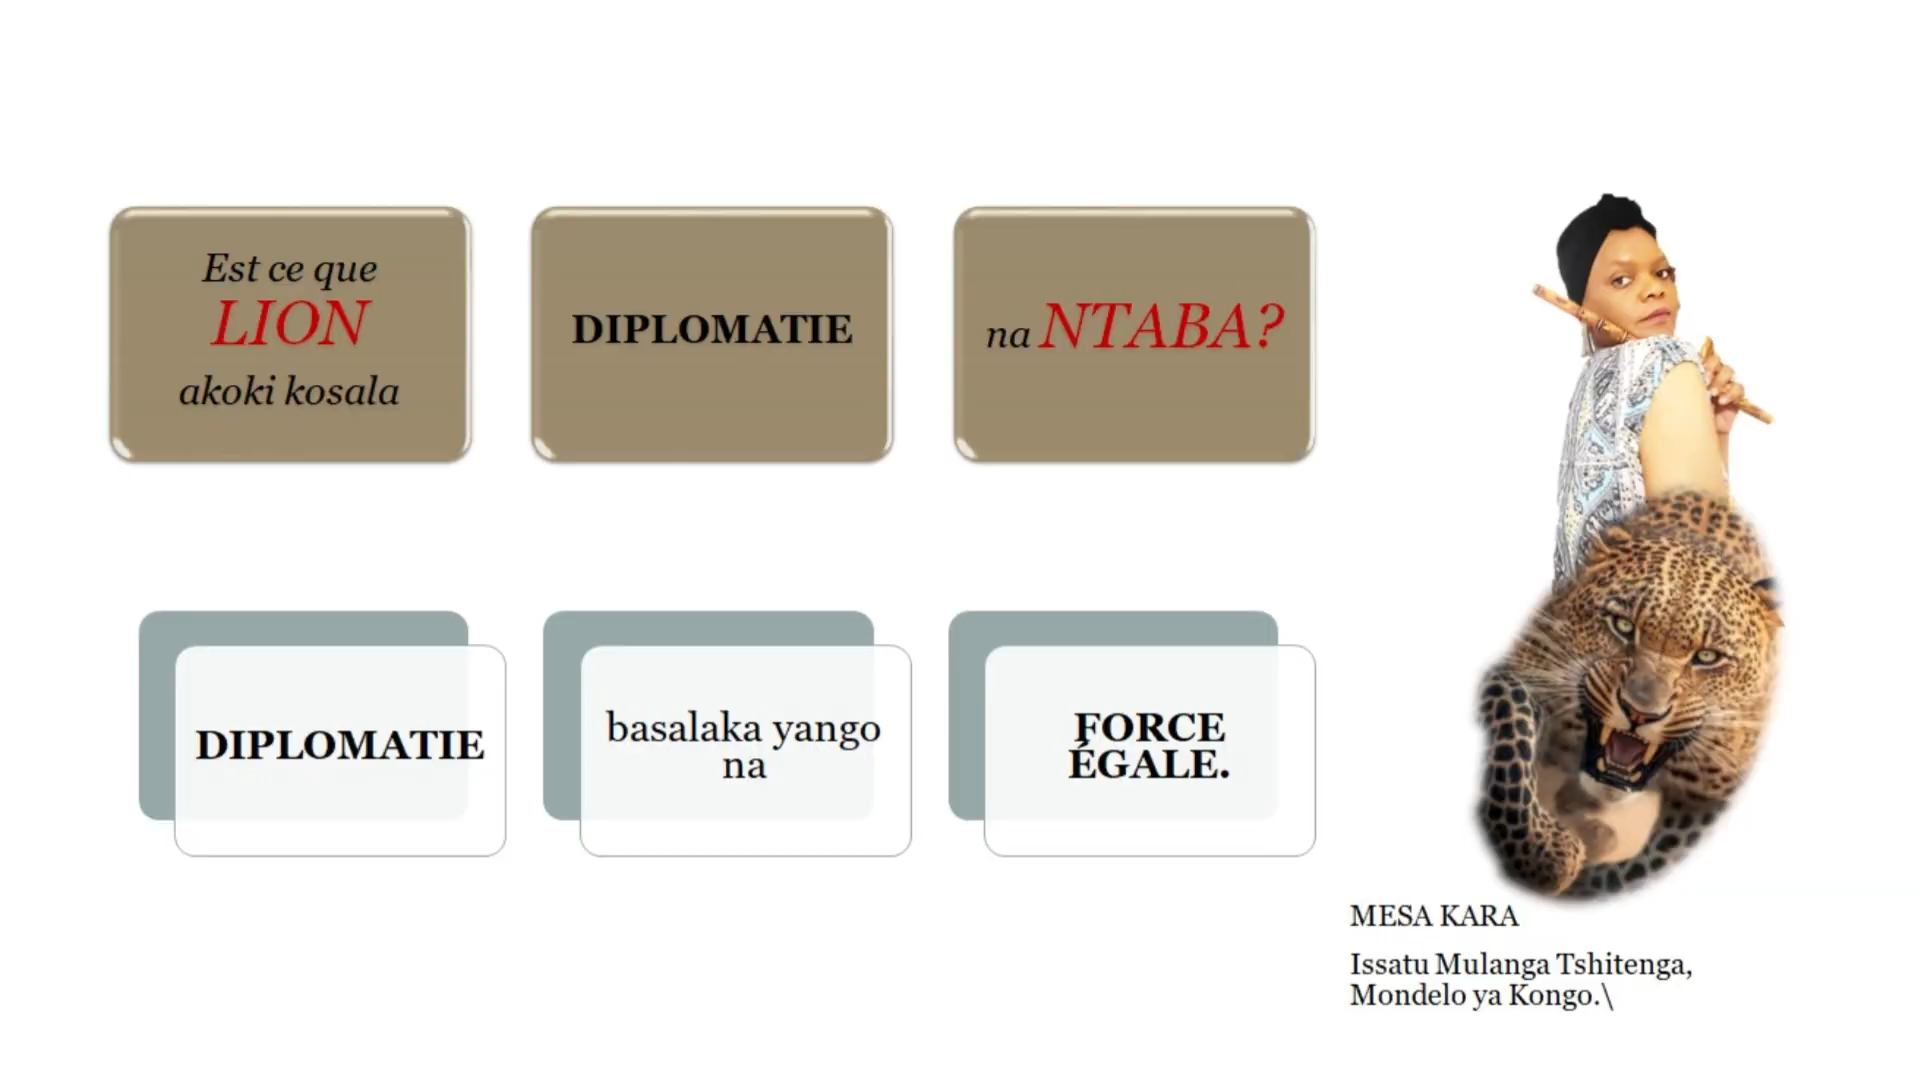 Est ce que
LION
akoki kosala
DIPLOMATIE
na NTABA?
DIPLOMATIE
basalaka yango
na
FORCE
ÉGALE.
MESA KARA
Issatu Mulanga Tshitenga,
Mondelo ya Kongo.\